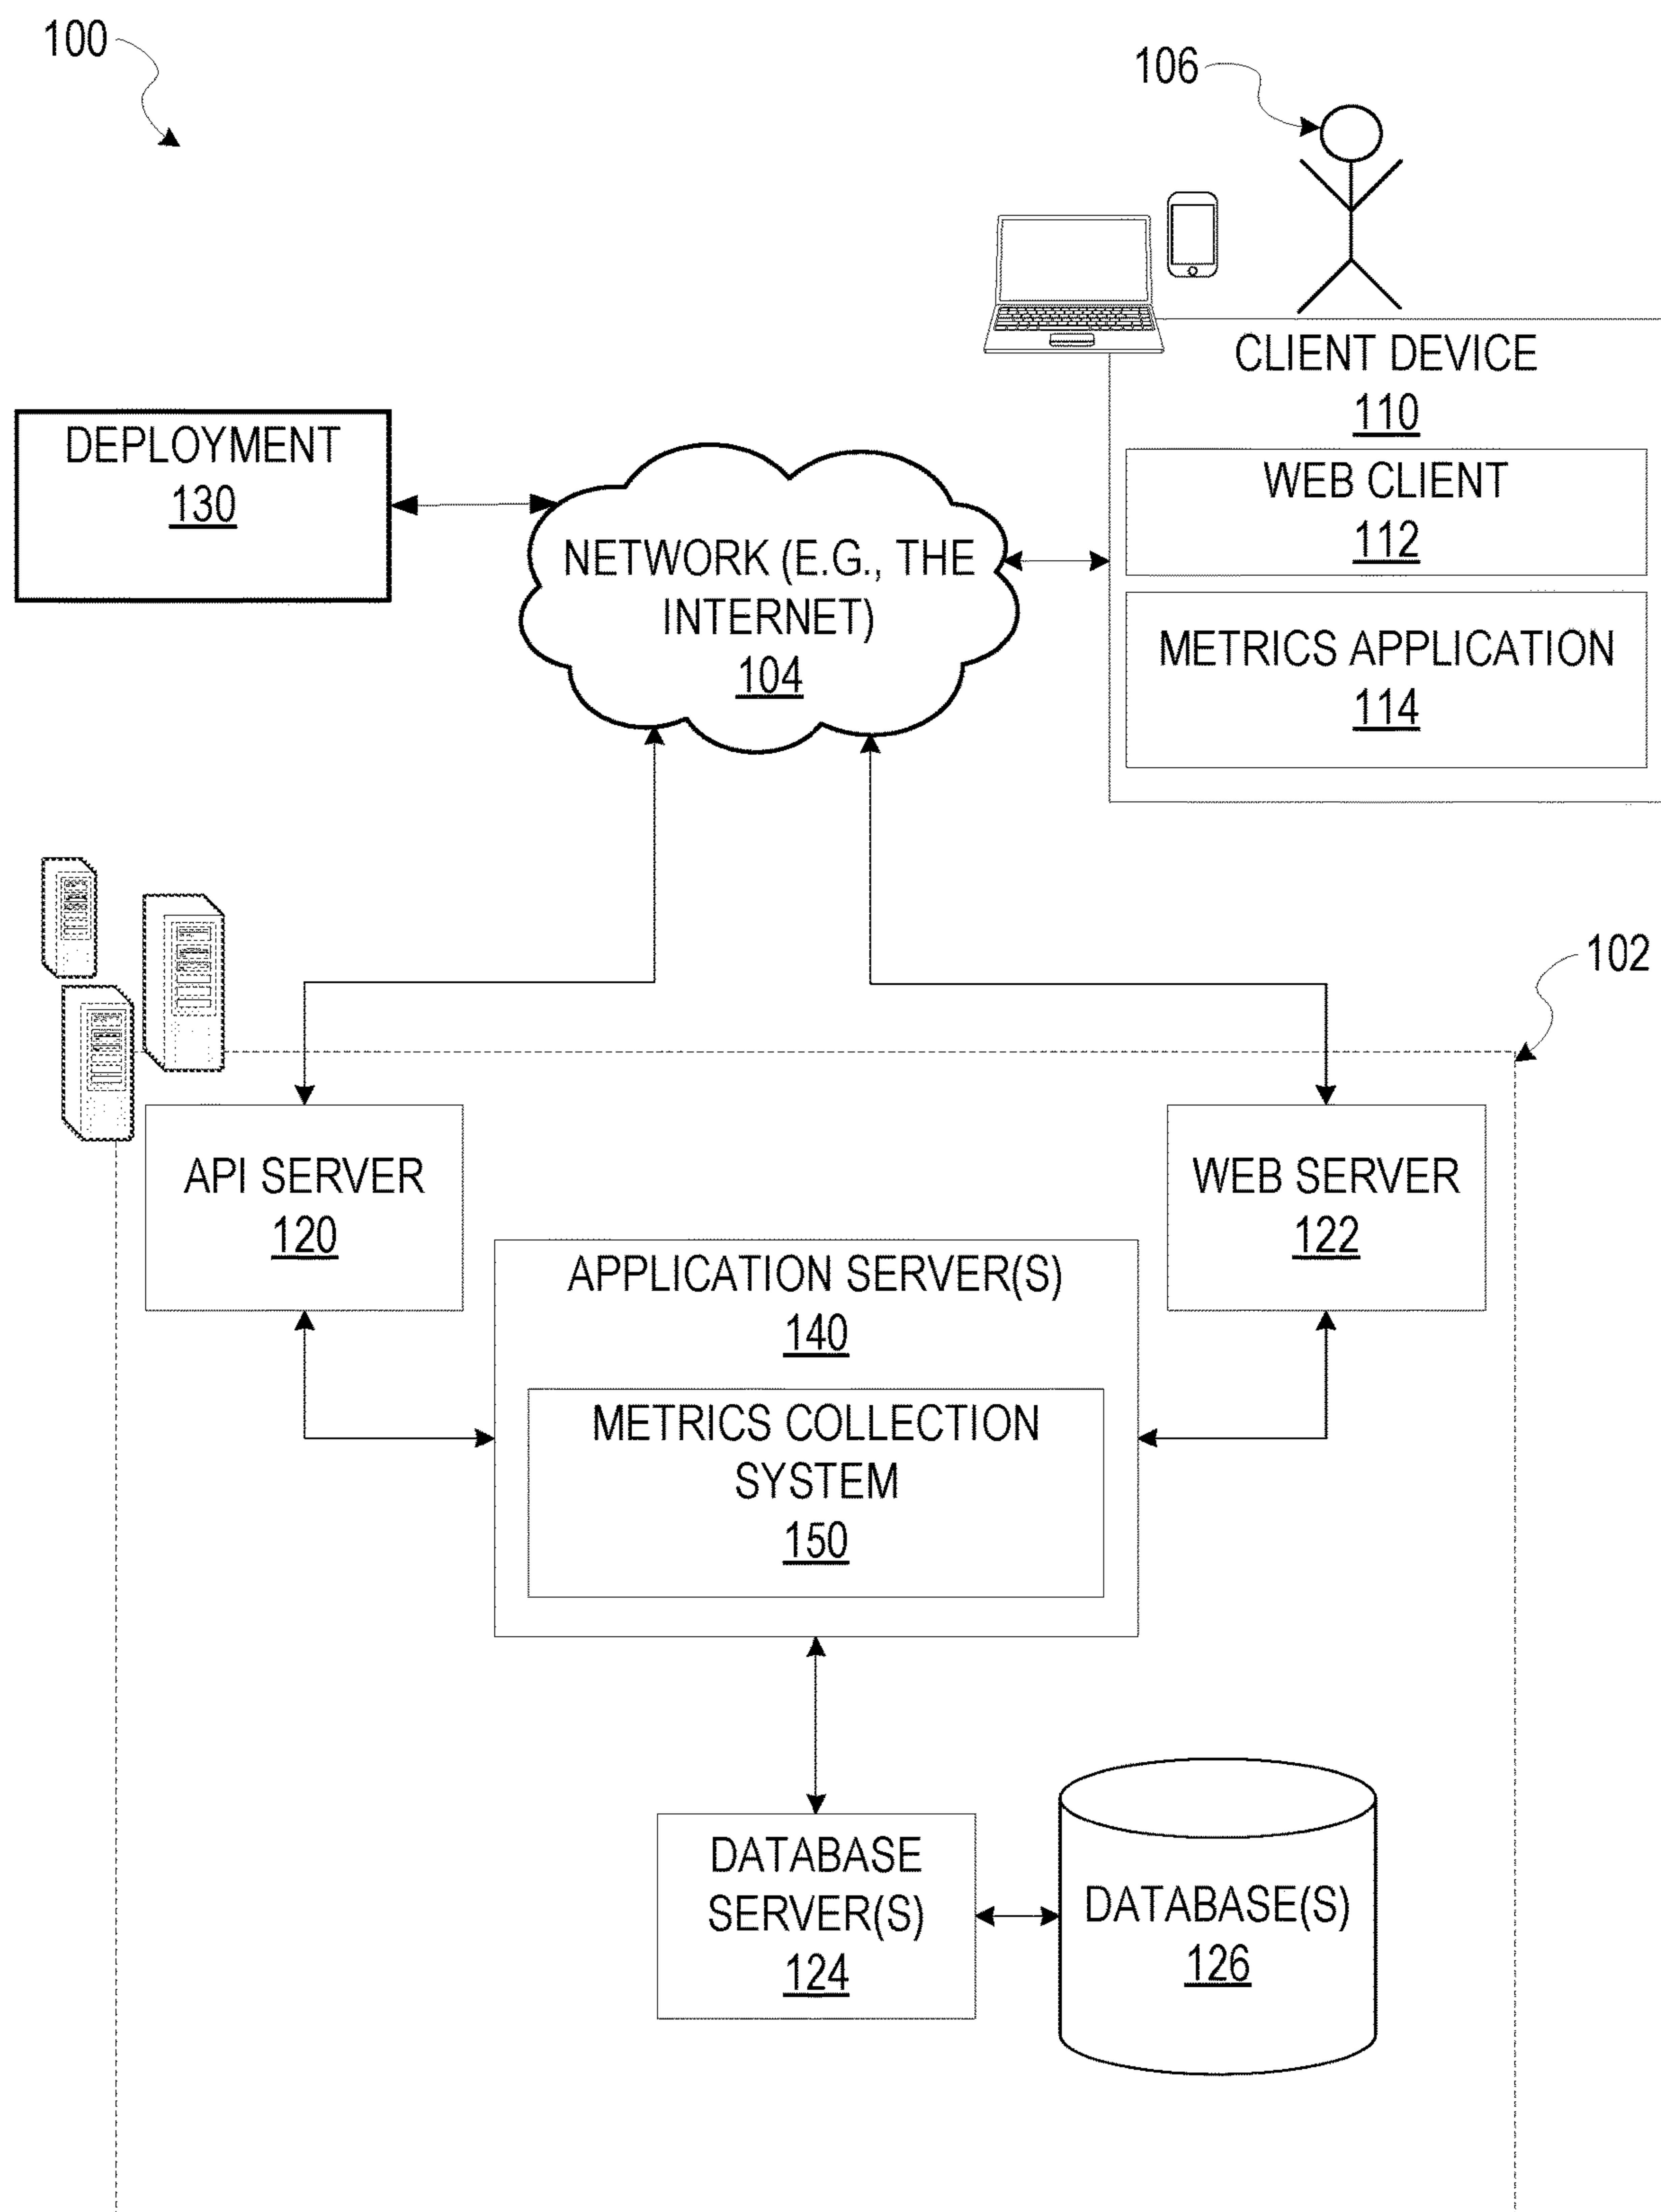 100
106
CLIENT DEVICE
110
DEPLOYMENT
130
WEB CLIENT
112
NETWORK (E.G., THE
INTERNET)
104
METRICS APPLICATION
114
102
API SERVER
120
WEB SERVER
122
APPLICATION SERVER(S)
140
METRICS COLLECTION
SYSTEM
150
DATABASE
SERVER(S)
124
DATABASE(S)
126